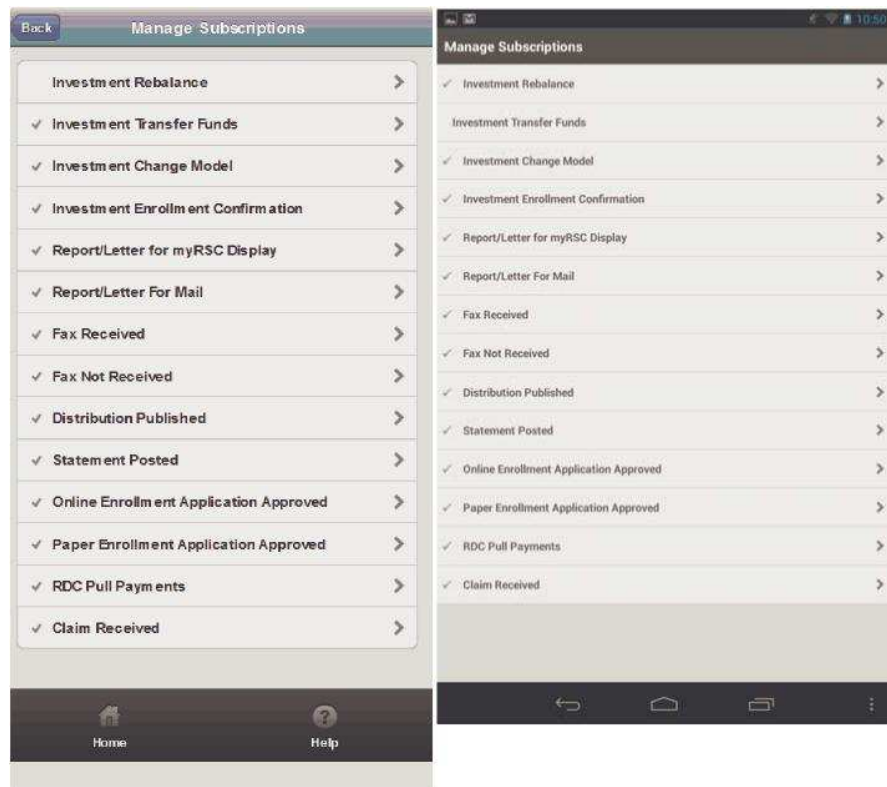 Back
Manage Subscriptions
Investment Rebalance
Investment Transfer Funds
Investment Change Model
Investment Enrollment Confirmation
Report/Letter for myRSC Display
Report/Letter For Mail
Fax Received
Fax Not Received
Distribution Published
Statement Posted
Online Enrollment Application Approved
Paper Enrollment Application Approved
RDC Pull Payments
Claim Received
Home
Help
10:50
Manage Subscriptions
Investment Rebalance
Investment Transfer Funds
Investment Change Model
Investment Enrollment Confirmation
Report/Letter for myRSC Display
Report/Letter For Mail
Fax Received
Fax Not Received
Distribution Published
Statement Posted
Online Enrollment Application Approved
Paper Enrollment Application Approved
RDC Pull Payments
Claim Received